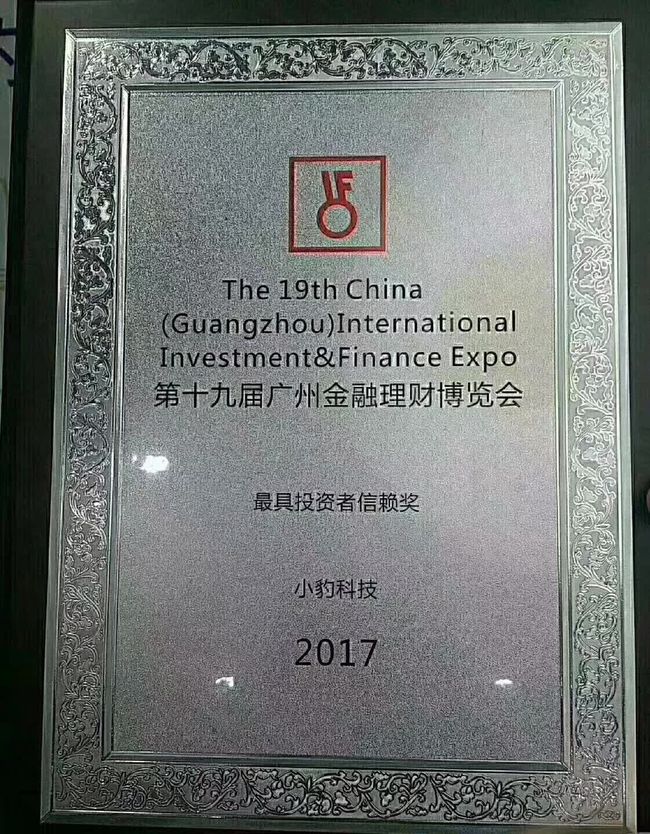 IF
The 19th China
(Guangzhou)International
Investment&Finance Expo
第十九届广州金融理财博览会
最具投资者信赖奖
小豹科技
2017